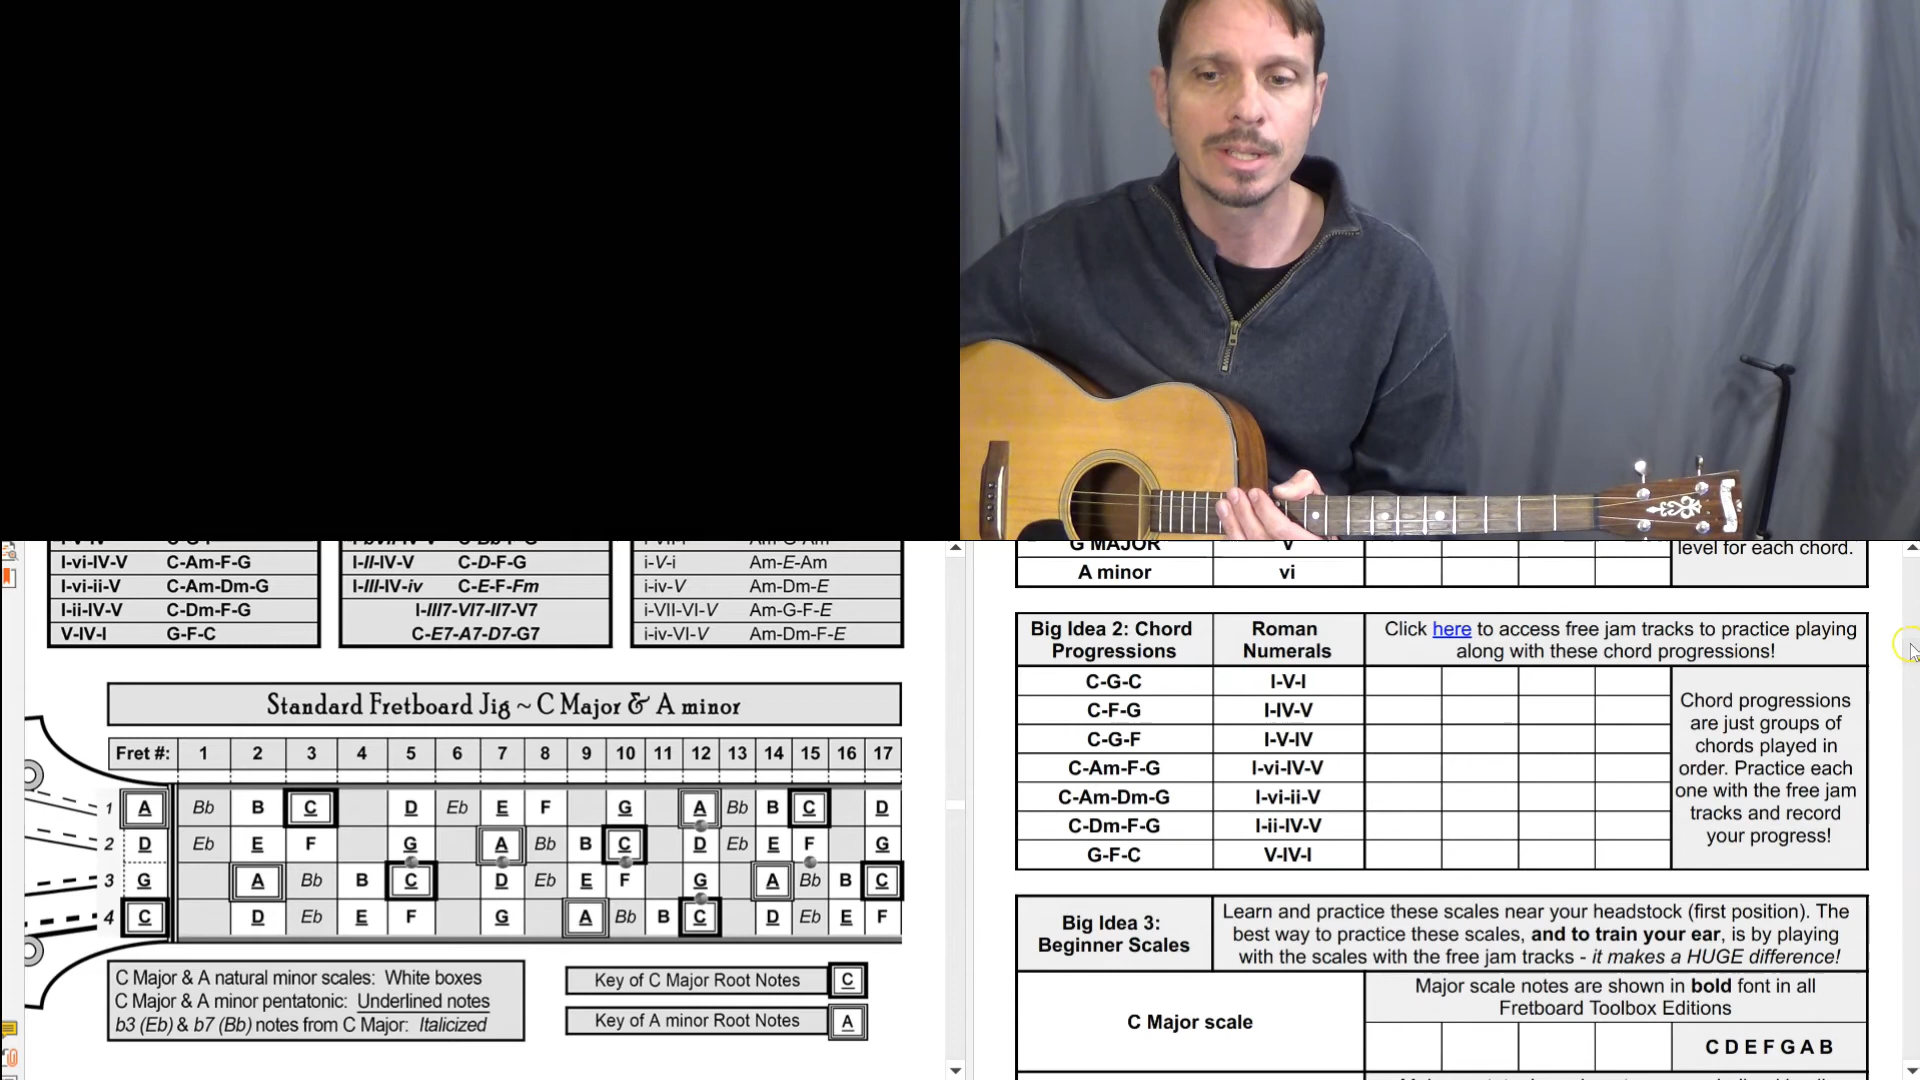 I-vi-IV-V C-Am-F-G
I-vi-ii-V C-Am-Dm-G
I-ii-IV-V C-Dm-F-G
V-IV-I G-F-C
I-II-IV-V C-D-F-G
I-III-IV-iv C-E-F-Fm
I-III7-VI7-II7-V7
C-E7-A7-D7-G7
i-V-i Am-E-Am
i-iv-V Am-Dm-E
i-VII-VI-V Am-G-F-E
i-iv-VI-V Am-Dm-F-E
Standard Fretboard Jig ~ C Major & A minor
Fret #: 1 2 3 4 5 6 7 8 9 10 11 12 13 14 15 16 17
1 A Bb B C D Eb E F G A Bb B C D
2 D Eb E F G A Bb B C D Eb E F G
3 G A Bb B C D Eb E F G A Bb B C
4 C D Eb E F G A Bb B C D Eb E F
C Major & A natural minor scales: White boxes
C Major & A minor pentatonic: Underlined notes
b3 (Eb) & b7 (Bb) notes from C Major: Italicized
Key of C Major Root Notes C
Key of A minor Root Notes A
G MAJOR V
level for each chord.
A minor vi
Big Idea 2: Chord
Progressions
Roman
Numerals
Click here to access free jam tracks to practice playing
along with these chord progressions!
C-G-C I-V-I
C-F-G I-IV-V
C-G-F I-V-IV
C-Am-F-G I-vi-IV-V
C-Am-Dm-G I-vi-ii-V
C-Dm-F-G I-ii-IV-V
G-F-C V-IV-I
Chord progressions
are just groups of
chords played in
order. Practice each
one with the free jam
tracks and record
your progress!
Big Idea 3:
Beginner Scales
Learn and practice these scales near your headstock (first position). The
best way to practice these scales, and to train your ear, is by playing
with the scales with the free jam tracks - it makes a HUGE difference!
C Major scale
Major scale notes are shown in bold font in all
Fretboard Toolbox Editions
C D E F G A B